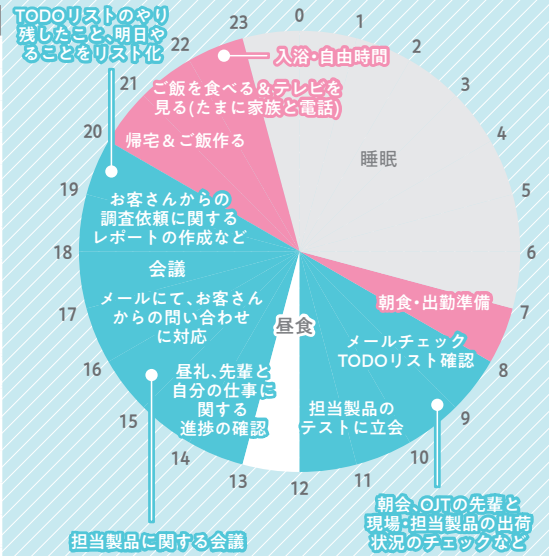 TODOリストのやり
残したこと、明日や
ることをリスト化
23
0
1
2
3
4
5
6
7
8
9
10
11
12
13
14
15
16
17
18
19
20
21
22
入浴・自由時間
ご飯を食べる&テレビを
見る(たまに家族と電話)
帰宅&ご飯作る
睡眠
お客さんからの
調査依頼に関する
レポートの作成など
会議
メールにて、お客さん
からの問い合わせ
に対応
昼礼、先輩と
自分の仕事に
関する
進捗の確認
昼食
朝食・出勤準備
メールチェック
TODOリスト確認
担当製品の
テストに立会
担当製品に関する会議
朝会、OJTの先輩と
現場・担当製品の出荷
状況のチェックなど